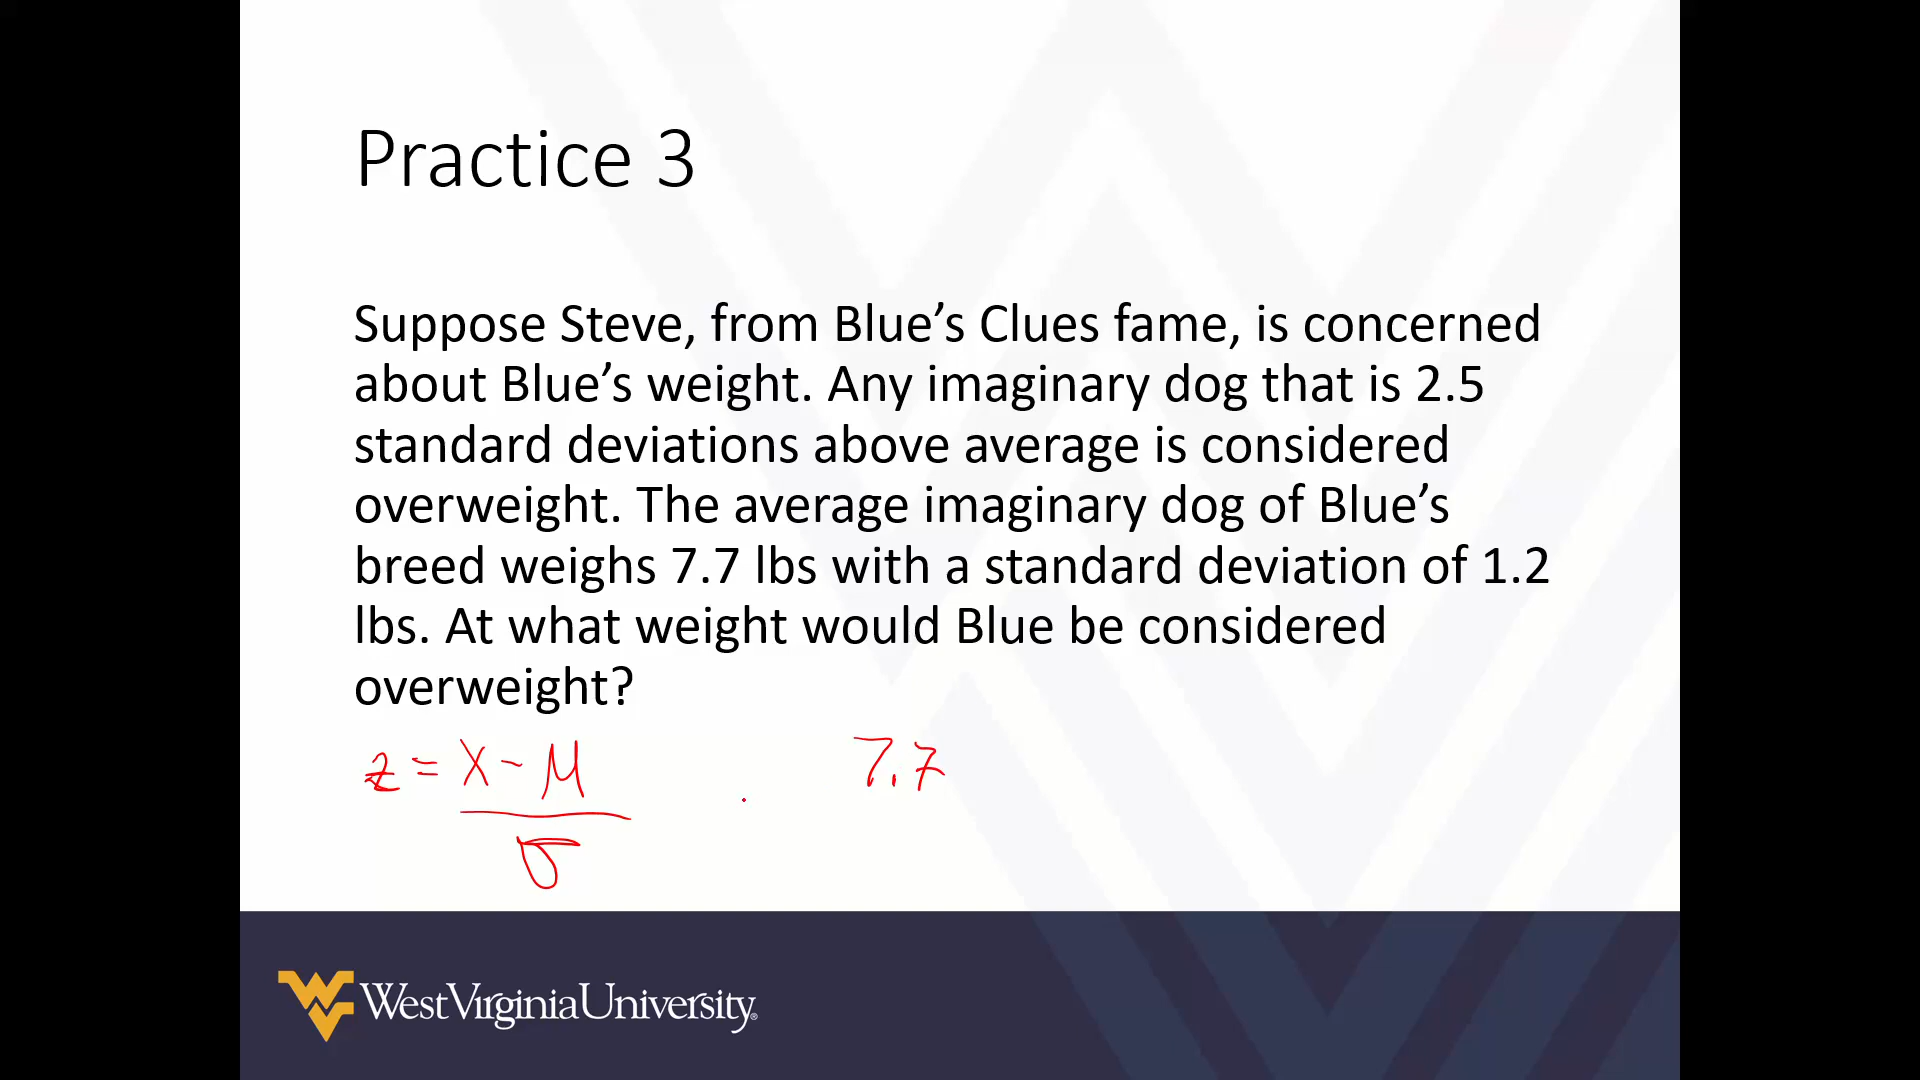 Practice 3
Suppose Steve, from Blue’s Clues fame, is concerned
about Blue’s weight. Any imaginary dog that is 2.5
standard deviations above average is considered
overweight. The average imaginary dog of Blue’s
breed weighs 7.7 lbs with a standard deviation of 1.2
lbs. At what weight would Blue be considered
overweight?
z = X - μ 7.7
σ
WestVirginiaUniversity®